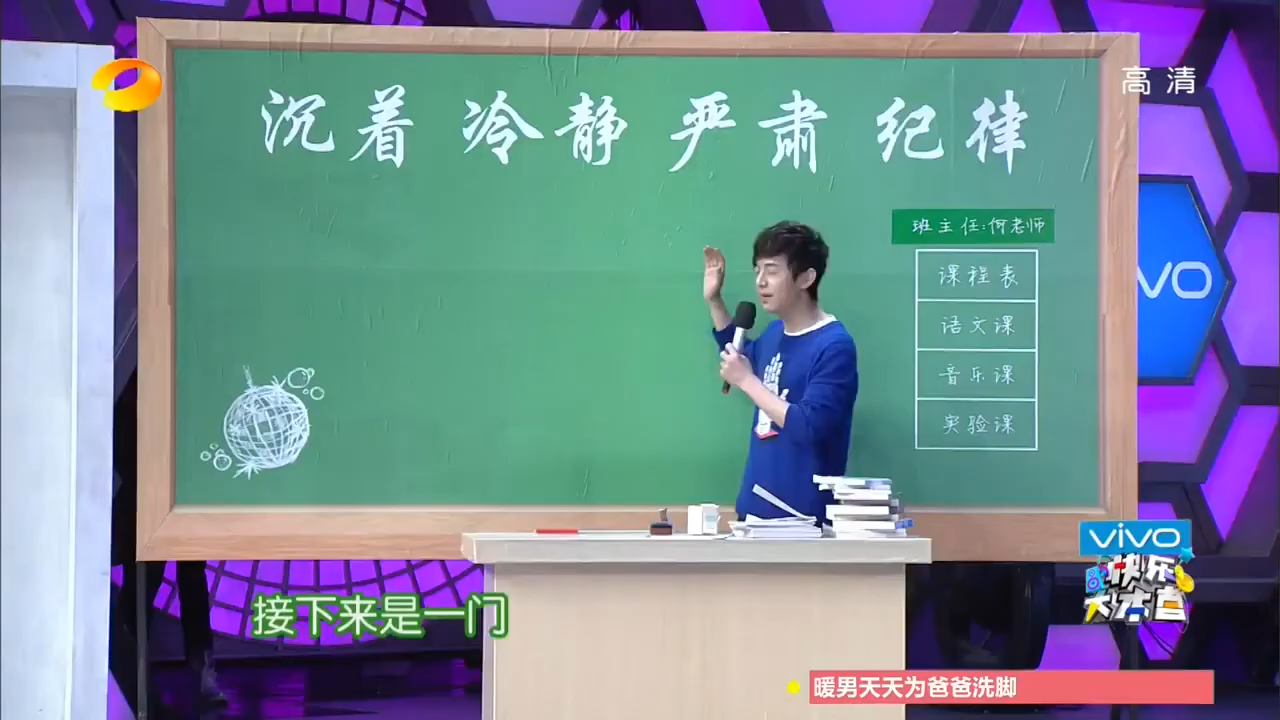 高清
沉着 冷静 严肃 纪律
班主任:何老师
课程表
语文课
音乐课
实验课
vivo
vivo
快乐
大本营
接下来是一门
暖男天天为爸爸洗脚